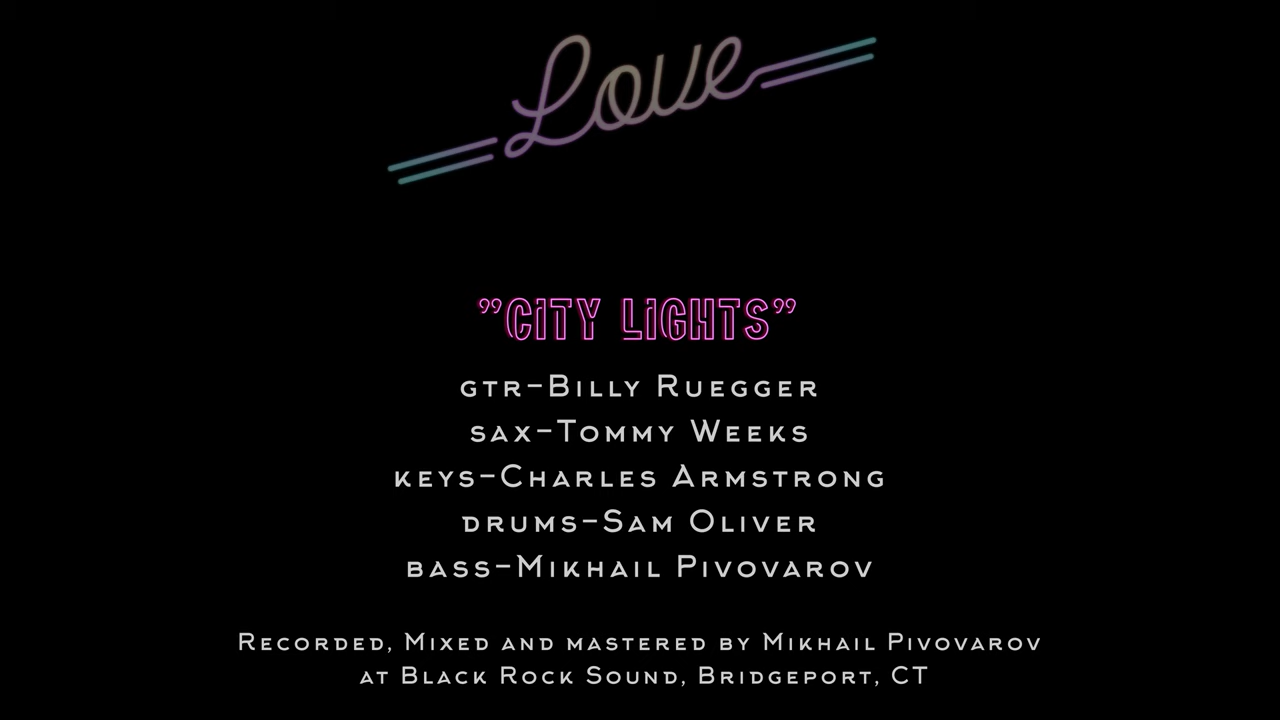 Love
"CITY LIGHTS"
GTR-BILLY RUEGGER
SAX-TOMMY WEEKS
KEYS-CHARLES ARMSTRONG
DRUMS-SAM OLIVER
BASS-MIKHAIL PIVOVAROV
RECORDED, MIXED AND MASTERED BY MIKHAIL PIVOVAROV
AT BLACK ROCK SOUND, BRIDGEPORT, CT